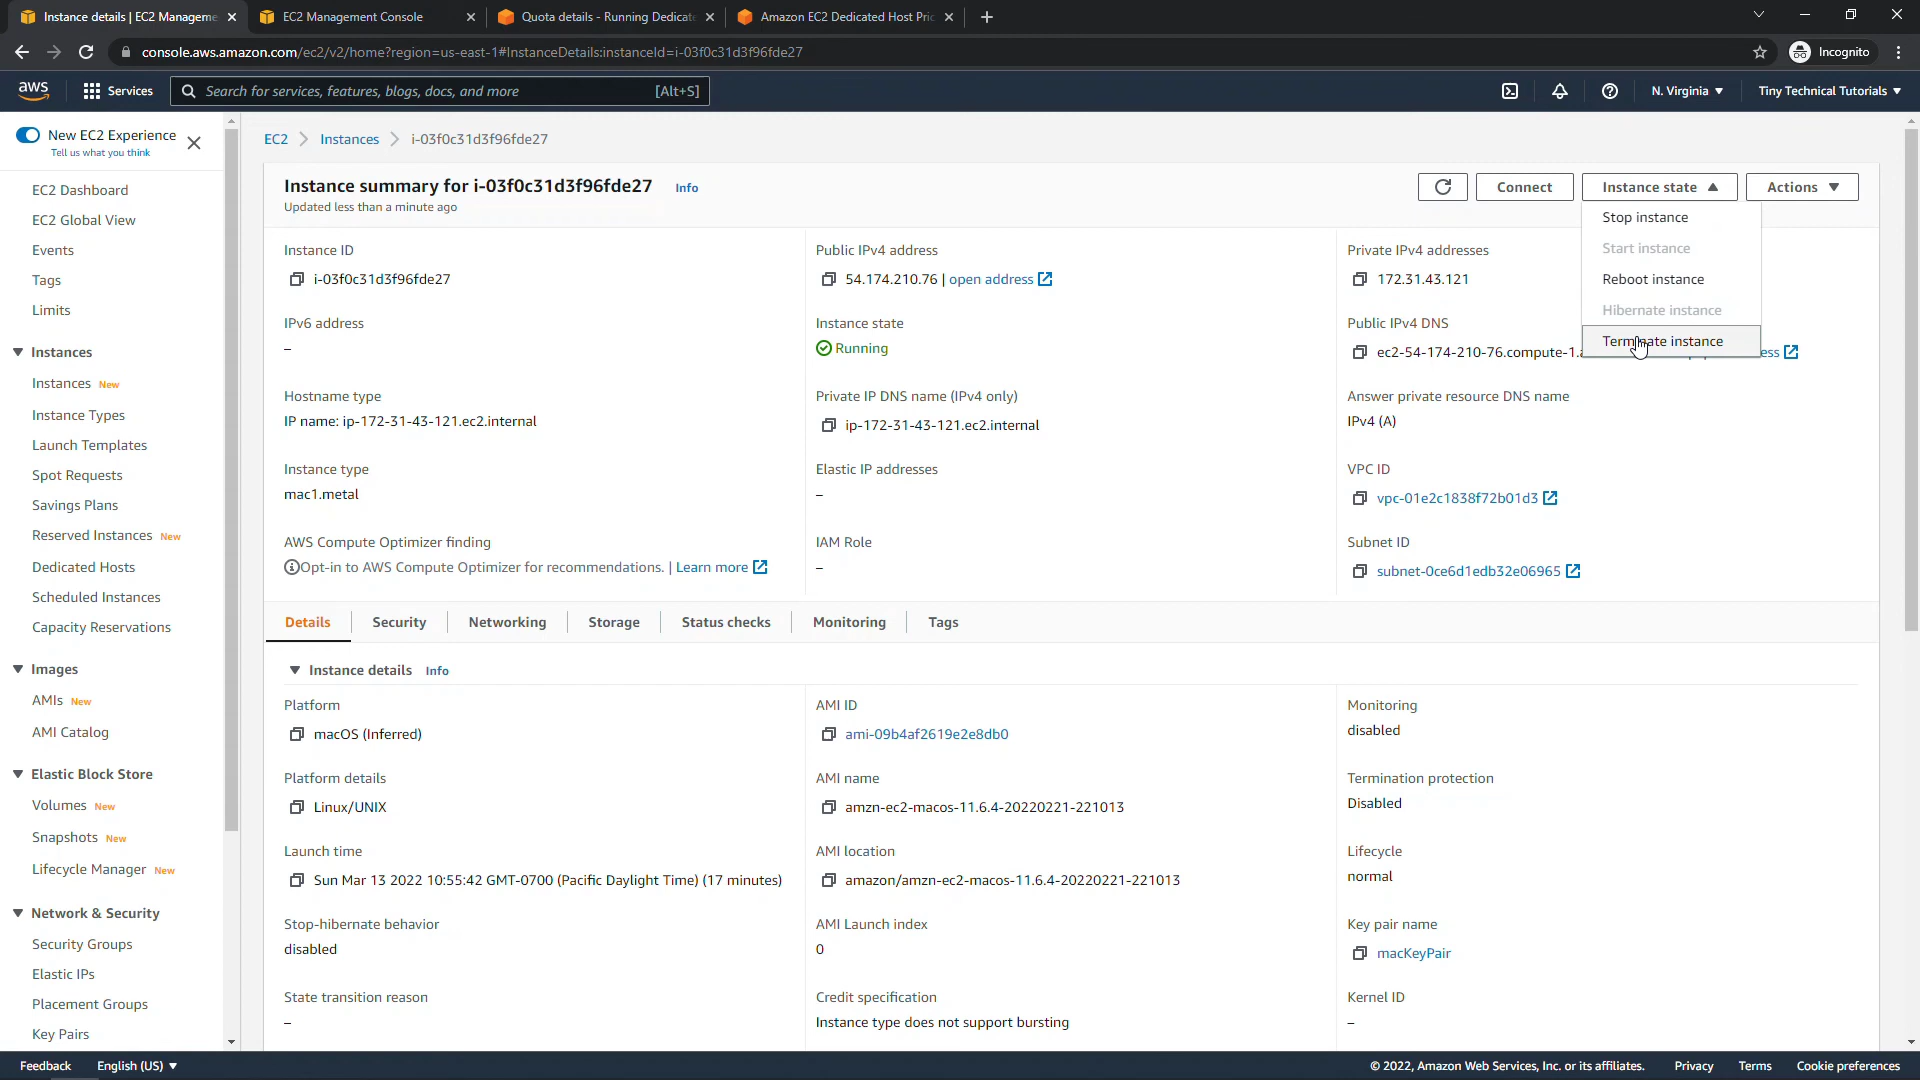 Instance details | EC2 Manageme
EC2 Management Console
Quota details - Running Dedicat
Amazon EC2 Dedicated Host Pric
console.aws.amazon.com/ec2/v2/home?region=us-east-1#InstanceDetails:instanceId=i-03f0c31d3f96fde27
Incognito
aws
Services
Search for services, features, blogs, docs, and more
[Alt+S]
N. Virginia
Tiny Technical Tutorials
New EC2 Experience
Tell us what you think
EC2 Dashboard
EC2 Global View
Events
Tags
Limits
Instances
Instances New
Instance Types
Launch Templates
Spot Requests
Savings Plans
Reserved Instances New
Dedicated Hosts
Scheduled Instances
Capacity Reservations
Images
AMIs New
AMI Catalog
Elastic Block Store
Volumes New
Snapshots New
Lifecycle Manager New
Network & Security
Security Groups
Elastic IPs
Placement Groups
Key Pairs
EC2 > Instances > i-03f0c31d3f96fde27
Instance summary for i-03f0c31d3f96fde27 Info
Updated less than a minute ago
Connect
Instance state
Actions
Stop instance
Start instance
Reboot instance
Hibernate instance
Terminate instance
Instance ID
i-03f0c31d3f96fde27
Public IPv4 address
54.174.210.76 | open address
Private IPv4 addresses
172.31.43.121
IPv6 address
–
Instance state
Running
Public IPv4 DNS
ec2-54-174-210-76.compute-1.
ess
Hostname type
IP name: ip-172-31-43-121.ec2.internal
Private IP DNS name (IPv4 only)
ip-172-31-43-121.ec2.internal
Answer private resource DNS name
IPv4 (A)
Instance type
mac1.metal
Elastic IP addresses
–
VPC ID
vpc-01e2c1838f72b01d3
AWS Compute Optimizer finding
Opt-in to AWS Compute Optimizer for recommendations. | Learn more
IAM Role
–
Subnet ID
subnet-0ce6d1edb32e06965
Details
Security
Networking
Storage
Status checks
Monitoring
Tags
Instance details Info
Platform
macOS (Inferred)
AMI ID
ami-09b4af2619e2e8db0
Monitoring
disabled
Platform details
Linux/UNIX
AMI name
amzn-ec2-macos-11.6.4-20220221-221013
Termination protection
Disabled
Launch time
Sun Mar 13 2022 10:55:42 GMT-0700 (Pacific Daylight Time) (17 minutes)
AMI location
amazon/amzn-ec2-macos-11.6.4-20220221-221013
Lifecycle
normal
Stop-hibernate behavior
disabled
AMI Launch index
0
Key pair name
macKeyPair
State transition reason
–
Credit specification
Instance type does not support bursting
Kernel ID
–
Feedback
English (US)
© 2022, Amazon Web Services, Inc. or its affiliates.
Privacy
Terms
Cookie preferences